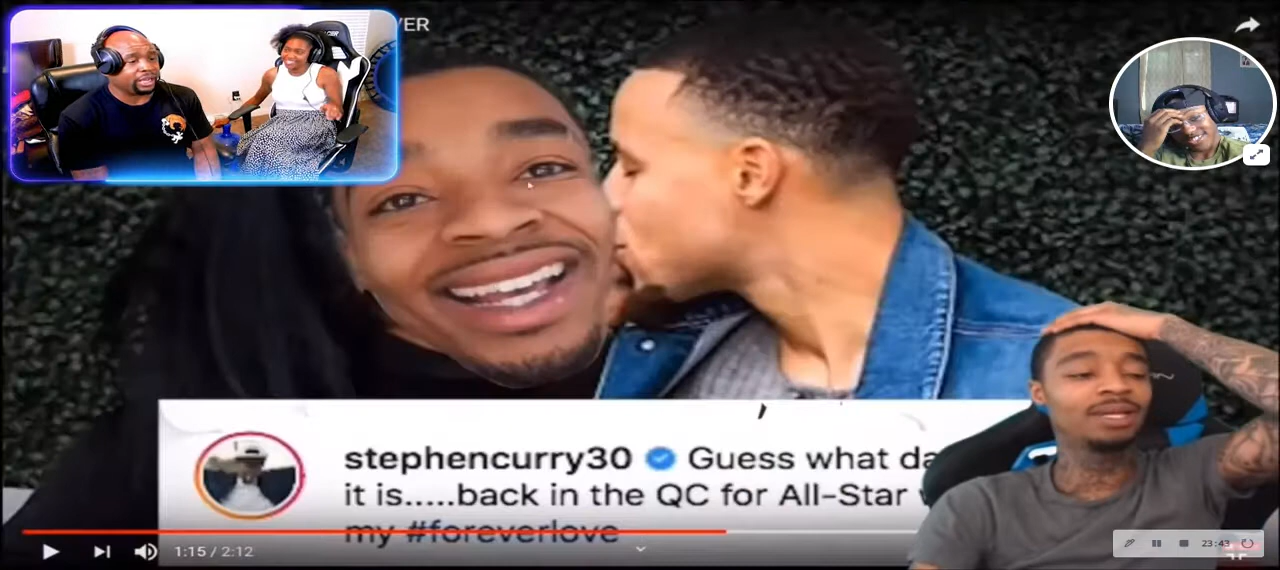 VER
stephencurry30 Guess what da
it is.....back in the QC for All-Star
my #foreverlove
1:15 / 2:12
23:43